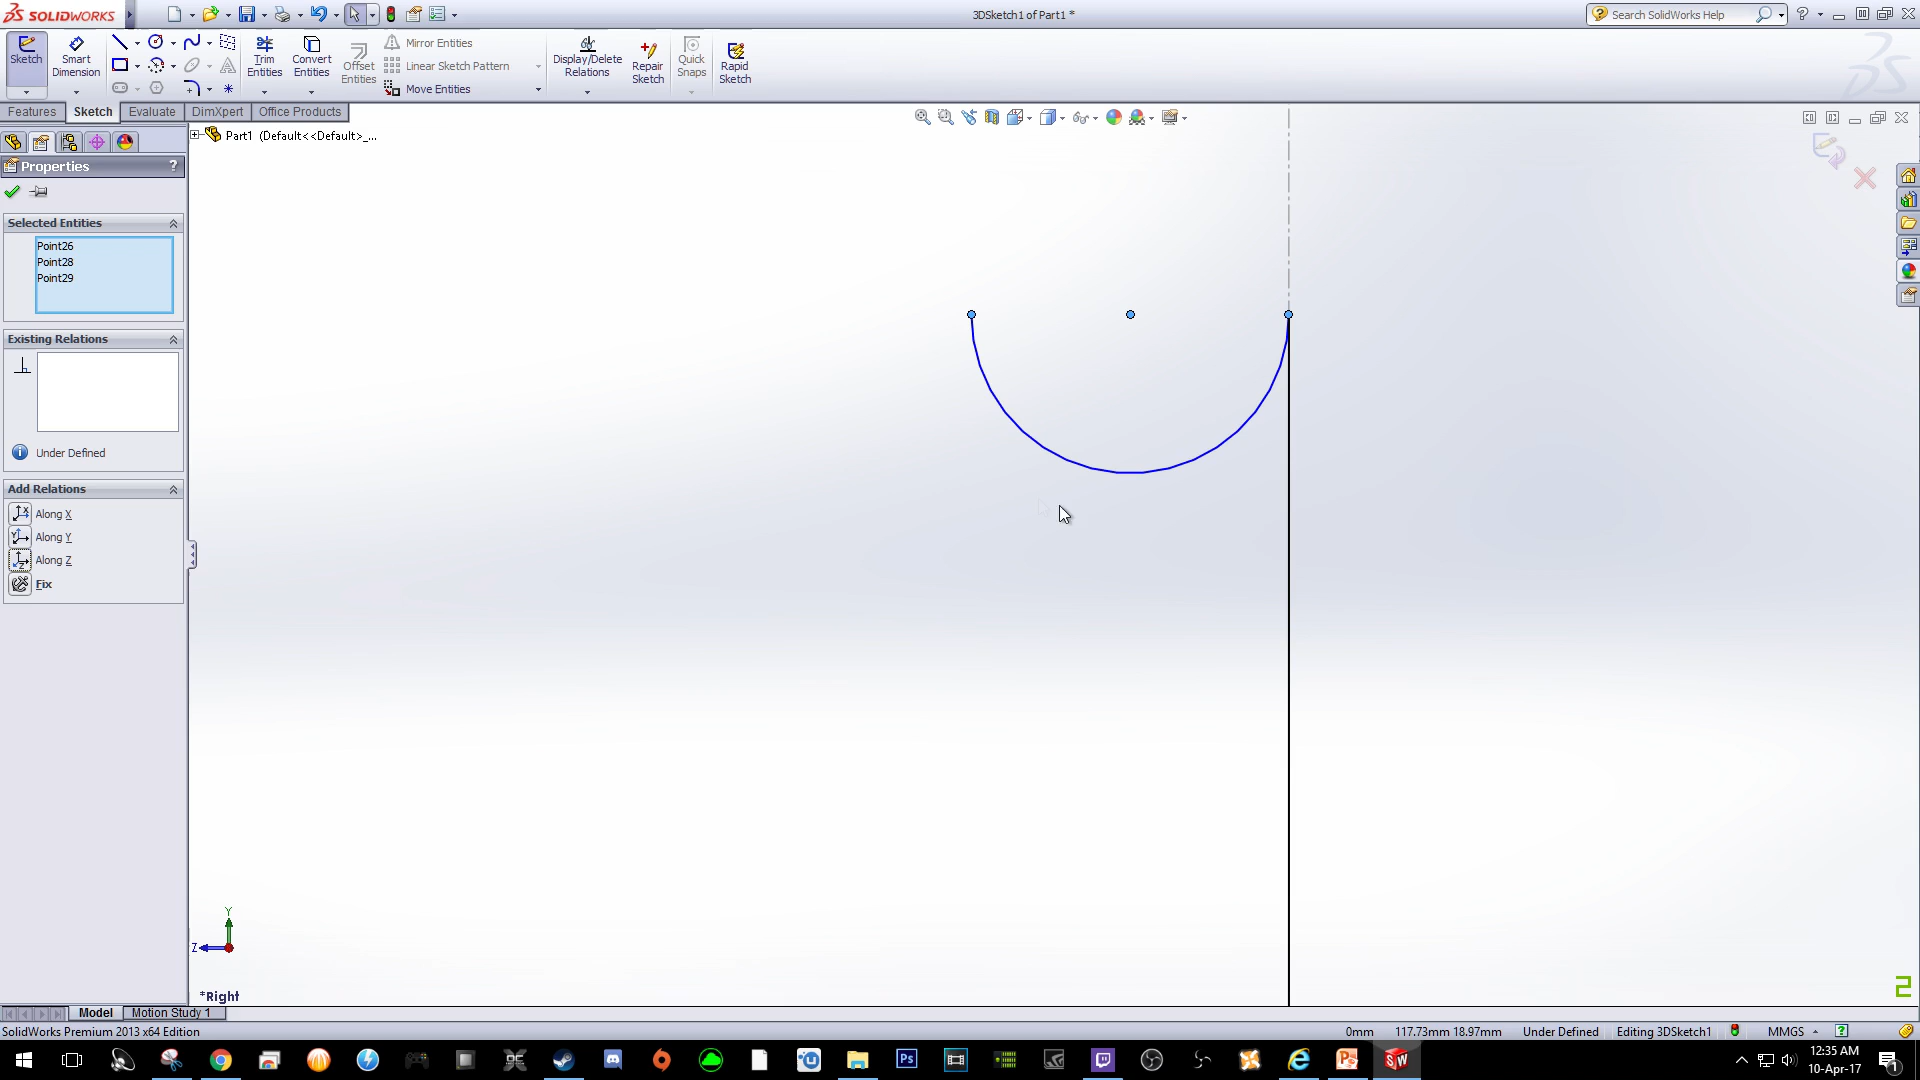 SOLIDWORKS
3DSketch1 of Part1 *
Search SolidWorks Help
Sketch
Smart Dimension
Trim Entities
Convert Entities
Offset Entities
Mirror Entities
Linear Sketch Pattern
Move Entities
Display/Delete Relations
Repair Sketch
Quick Snaps
Rapid Sketch
Features
Sketch
Evaluate
DimXpert
Office Products
Part1 (Default<<Default>_...
Properties
?
Selected Entities
Point26
Point28
Point29
Existing Relations
Under Defined
Add Relations
Along X
Along Y
Along Z
Fix
Y
Z
*Right
2
Model
Motion Study 1
SolidWorks Premium 2013 x64 Edition
0mm
117.73mm 18.97mm
Under Defined
Editing 3DSketch1
MMGS
Ps
SW
12:35 AM
10-Apr-17
1